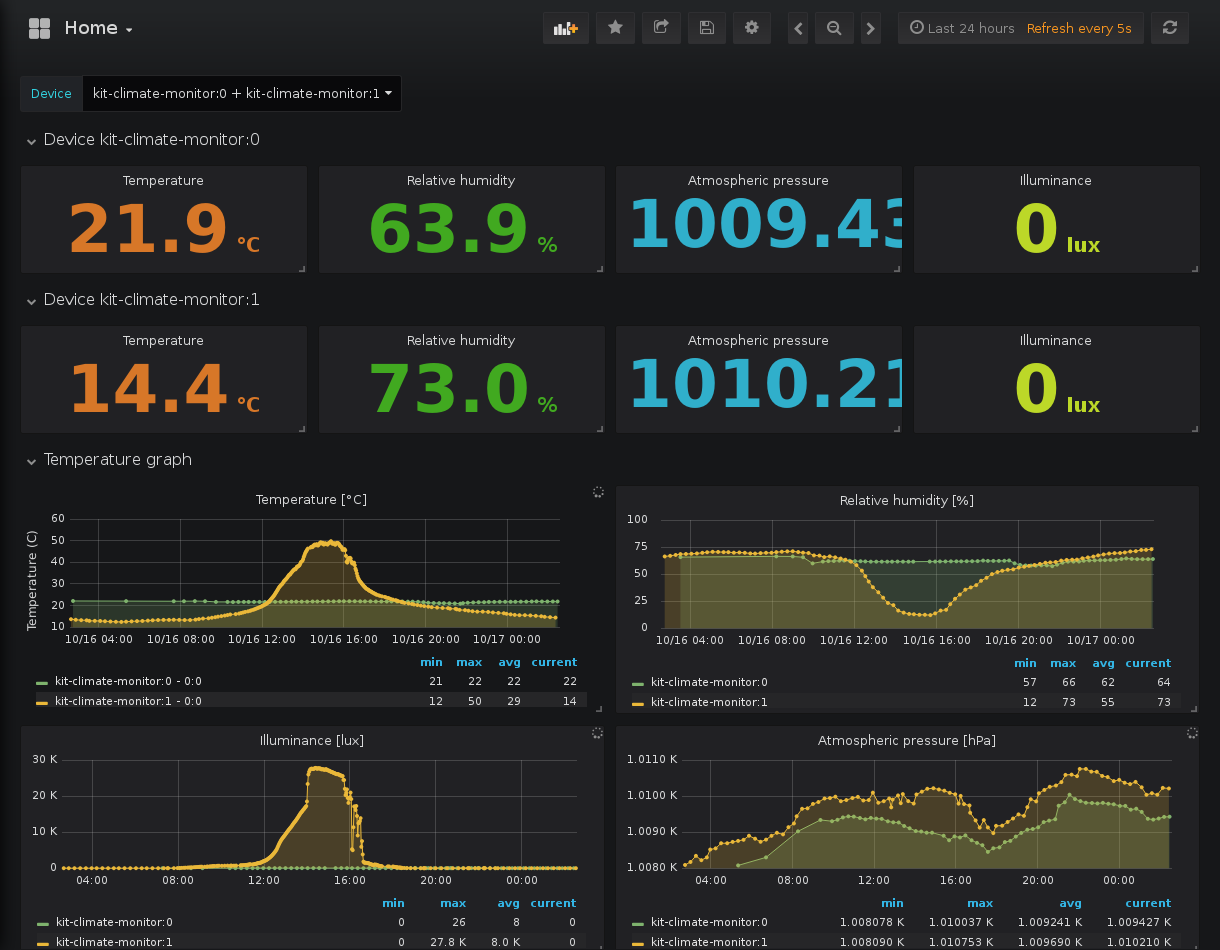 Home
Last 24 hours Refresh every 5s
Device kit-climate-monitor:0 + kit-climate-monitor:1
Device kit-climate-monitor:0
Temperature Relative humidity Atmospheric pressure Illuminance
21.9 °C 63.9 % 1009.43 0 lux
Device kit-climate-monitor:1
Temperature Relative humidity Atmospheric pressure Illuminance
14.4 °C 73.0 % 1010.21 0 lux
Temperature graph
Temperature [°C]
Temperature (C)
60
50
40
30
20
10
10/16 04:00 10/16 08:00 10/16 12:00 10/16 16:00 10/16 20:00 10/17 00:00
min max avg current
kit-climate-monitor:0 - 0:0 21 22 22 22
kit-climate-monitor:1 - 0:0 12 50 29 14
Relative humidity [%]
100
75
50
25
0
10/16 04:00 10/16 08:00 10/16 12:00 10/16 16:00 10/16 20:00 10/17 00:00
min max avg current
kit-climate-monitor:0 57 66 62 64
kit-climate-monitor:1 12 73 55 73
Illuminance [lux]
30 K
20 K
10 K
0
04:00 08:00 12:00 16:00 20:00 00:00
min max avg current
kit-climate-monitor:0 0 26 8 0
kit-climate-monitor:1 0 27.8 K 8.0 K 0
Atmospheric pressure [hPa]
1.0110 K
1.0100 K
1.0090 K
1.0080 K
04:00 08:00 12:00 16:00 20:00 00:00
min max avg current
kit-climate-monitor:0 1.008078 K 1.010037 K 1.009241 K 1.009427 K
kit-climate-monitor:1 1.008090 K 1.010753 K 1.009690 K 1.010210 K